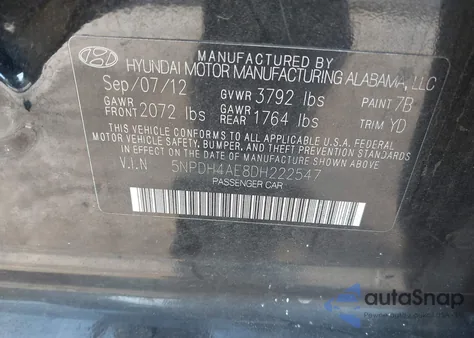 MANUFACTURED BY
HYUNDAI MOTOR MANUFACTURING ALABAMA, LLC
Sep/07/12 GVWR 3792 lbs PAINT 7B
GAWR FRONT 2072 lbs GAWR REAR 1764 lbs TRIM YD
THIS VEHICLE CONFORMS TO ALL APPLICABLE U.S.A. FEDERAL
MOTOR VEHICLE SAFETY, BUMPER, AND THEFT PREVENTION STANDARDS
IN EFFECT ON THE DATE OF MANUFACTURE SHOWN ABOVE.
V.I.N 5NPDH4AE8DH222547
PASSENGER CAR
autoSnap